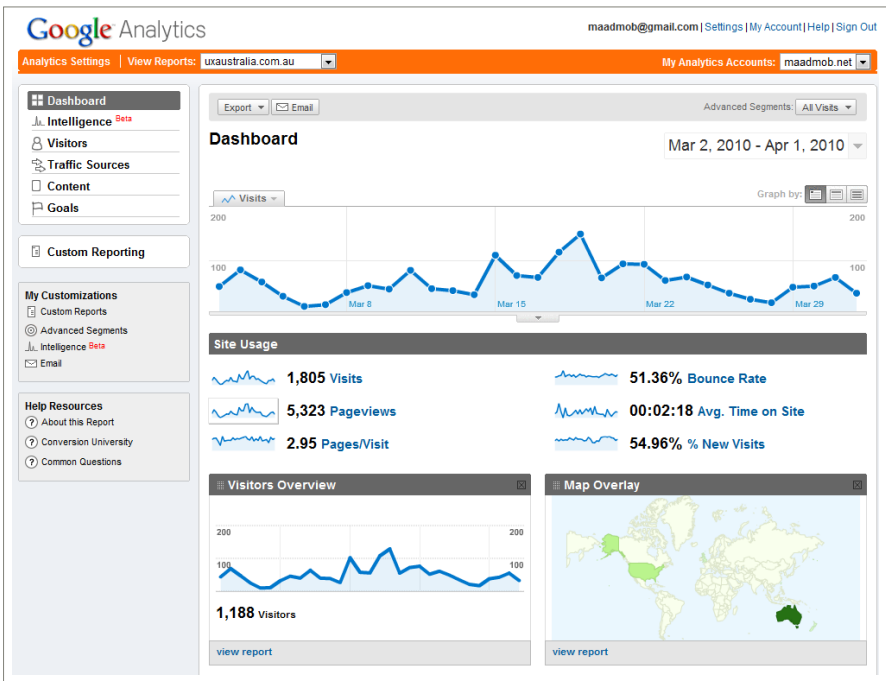 Google Analytics
maadmob@gmail.com | Settings | My Account | Help | Sign Out
Analytics Settings | View Reports: uxaustralia.com.au
My Analytics Accounts: maadmob.net
Dashboard
Intelligence Beta
Visitors
Traffic Sources
Content
Goals
Custom Reporting
My Customizations
Custom Reports
Advanced Segments
Intelligence Beta
Email
Help Resources
About this Report
Conversion University
Common Questions
Export Email
Advanced Segments: All Visits
Dashboard
Mar 2, 2010 - Apr 1, 2010
Visits
Graph by:
200 200
100 100
Mar 8 Mar 15 Mar 22 Mar 29
Site Usage
1,805 Visits
51.36% Bounce Rate
5,323 Pageviews
00:02:18 Avg. Time on Site
2.95 Pages/Visit
54.96% % New Visits
Visitors Overview
200 200
100 100
1,188 Visitors
view report
Map Overlay
view report